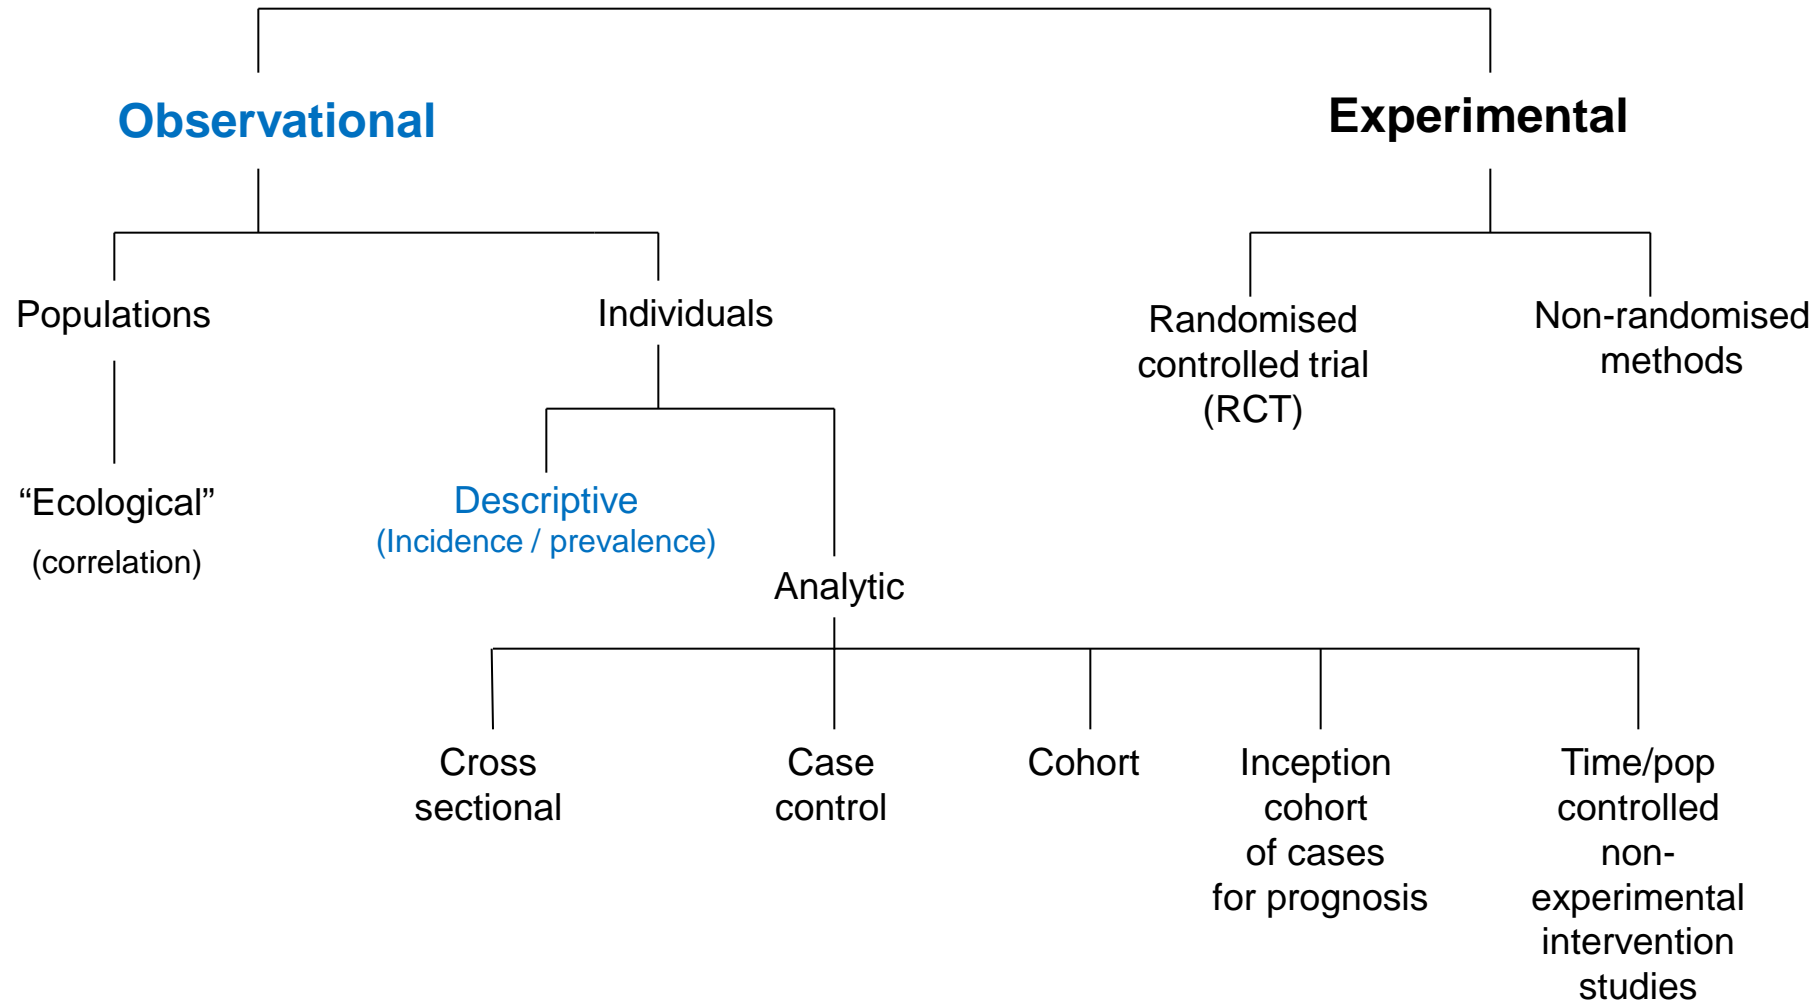 Observational
Experimental
Populations
Individuals
Randomised
controlled trial
(RCT)
Non-randomised
methods
“Ecological”
(correlation)
Descriptive
(Incidence / prevalence)
Analytic
Cross
sectional
Case
control
Cohort
Inception
cohort
of cases
for prognosis
Time/pop
controlled
non-
experimental
intervention
studies